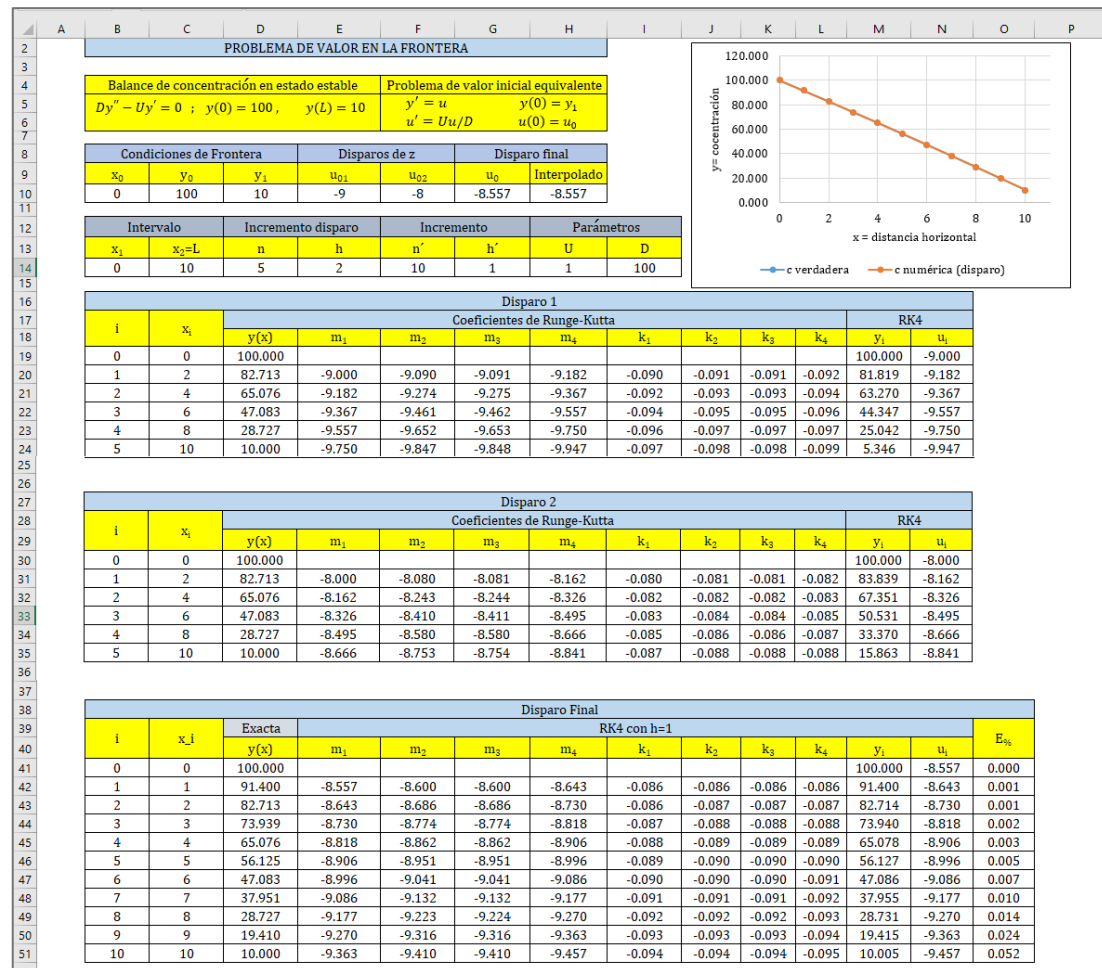 A B C D E F G H I J K L M N O P
2 PROBLEMA DE VALOR EN LA FRONTERA
3
4 Balance de concentración en estado estable Problema de valor inicial equivalente
5 Dy″ − Uy′ = 0 ; y(0) = 100 , y(L) = 10 y′ = u y(0) = y₁
6 u′ = Uu/D u(0) = u₀
7
8 Condiciones de Frontera Disparos de z Disparo final
9 x₀ y₀ y₁ u₀₁ u₀₂ u₀ Interpolado
10 0 100 10 -9 -8 -8.557 -8.557
11
12 Intervalo Incremento disparo Incremento Parámetros
13 x₁ x₂=L n h n´ h´ U D
14 0 10 5 2 10 1 1 100
15
120.000
100.000
80.000
60.000
40.000
20.000
0.000
y= cocentración
0 2 4 6 8 10
x = distancia horizontal
c verdadera c numérica (disparo)
16 Disparo 1
17 i xᵢ Coeficientes de Runge-Kutta RK4
18 y(x) m₁ m₂ m₃ m₄ k₁ k₂ k₃ k₄ yᵢ uᵢ
19 0 0 100.000 100.000 -9.000
20 1 2 82.713 -9.000 -9.090 -9.091 -9.182 -0.090 -0.091 -0.091 -0.092 81.819 -9.182
21 2 4 65.076 -9.182 -9.274 -9.275 -9.367 -0.092 -0.093 -0.093 -0.094 63.270 -9.367
22 3 6 47.083 -9.367 -9.461 -9.462 -9.557 -0.094 -0.095 -0.095 -0.096 44.347 -9.557
23 4 8 28.727 -9.557 -9.652 -9.653 -9.750 -0.096 -0.097 -0.097 -0.097 25.042 -9.750
24 5 10 10.000 -9.750 -9.847 -9.848 -9.947 -0.097 -0.098 -0.098 -0.099 5.346 -9.947
25
26
27 Disparo 2
28 i xᵢ Coeficientes de Runge-Kutta RK4
29 y(x) m₁ m₂ m₃ m₄ k₁ k₂ k₃ k₄ yᵢ uᵢ
30 0 0 100.000 100.000 -8.000
31 1 2 82.713 -8.000 -8.080 -8.081 -8.162 -0.080 -0.081 -0.081 -0.082 83.839 -8.162
32 2 4 65.076 -8.162 -8.243 -8.244 -8.326 -0.082 -0.082 -0.082 -0.083 67.351 -8.326
33 3 6 47.083 -8.326 -8.410 -8.411 -8.495 -0.083 -0.084 -0.084 -0.085 50.531 -8.495
34 4 8 28.727 -8.495 -8.580 -8.580 -8.666 -0.085 -0.086 -0.086 -0.087 33.370 -8.666
35 5 10 10.000 -8.666 -8.753 -8.754 -8.841 -0.087 -0.088 -0.088 -0.088 15.863 -8.841
36
37
38 Disparo Final
39 i x_i Exacta RK4 con h=1 E%
40 y(x) m₁ m₂ m₃ m₄ k₁ k₂ k₃ k₄ yᵢ uᵢ
41 0 0 100.000 100.000 -8.557 0.000
42 1 1 91.400 -8.557 -8.600 -8.600 -8.643 -0.086 -0.086 -0.086 -0.086 91.400 -8.643 0.001
43 2 2 82.713 -8.643 -8.686 -8.686 -8.730 -0.086 -0.087 -0.087 -0.087 82.714 -8.730 0.001
44 3 3 73.939 -8.730 -8.774 -8.774 -8.818 -0.087 -0.088 -0.088 -0.088 73.940 -8.818 0.002
45 4 4 65.076 -8.818 -8.862 -8.862 -8.906 -0.088 -0.089 -0.089 -0.089 65.078 -8.906 0.003
46 5 5 56.125 -8.906 -8.951 -8.951 -8.996 -0.089 -0.090 -0.090 -0.090 56.127 -8.996 0.005
47 6 6 47.083 -8.996 -9.041 -9.041 -9.086 -0.090 -0.090 -0.090 -0.091 47.086 -9.086 0.007
48 7 7 37.951 -9.086 -9.132 -9.132 -9.177 -0.091 -0.091 -0.091 -0.092 37.955 -9.177 0.010
49 8 8 28.727 -9.177 -9.223 -9.224 -9.270 -0.092 -0.092 -0.092 -0.093 28.731 -9.270 0.014
50 9 9 19.410 -9.270 -9.316 -9.316 -9.363 -0.093 -0.093 -0.093 -0.094 19.415 -9.363 0.024
51 10 10 10.000 -9.363 -9.410 -9.410 -9.457 -0.094 -0.094 -0.094 -0.095 10.005 -9.457 0.052